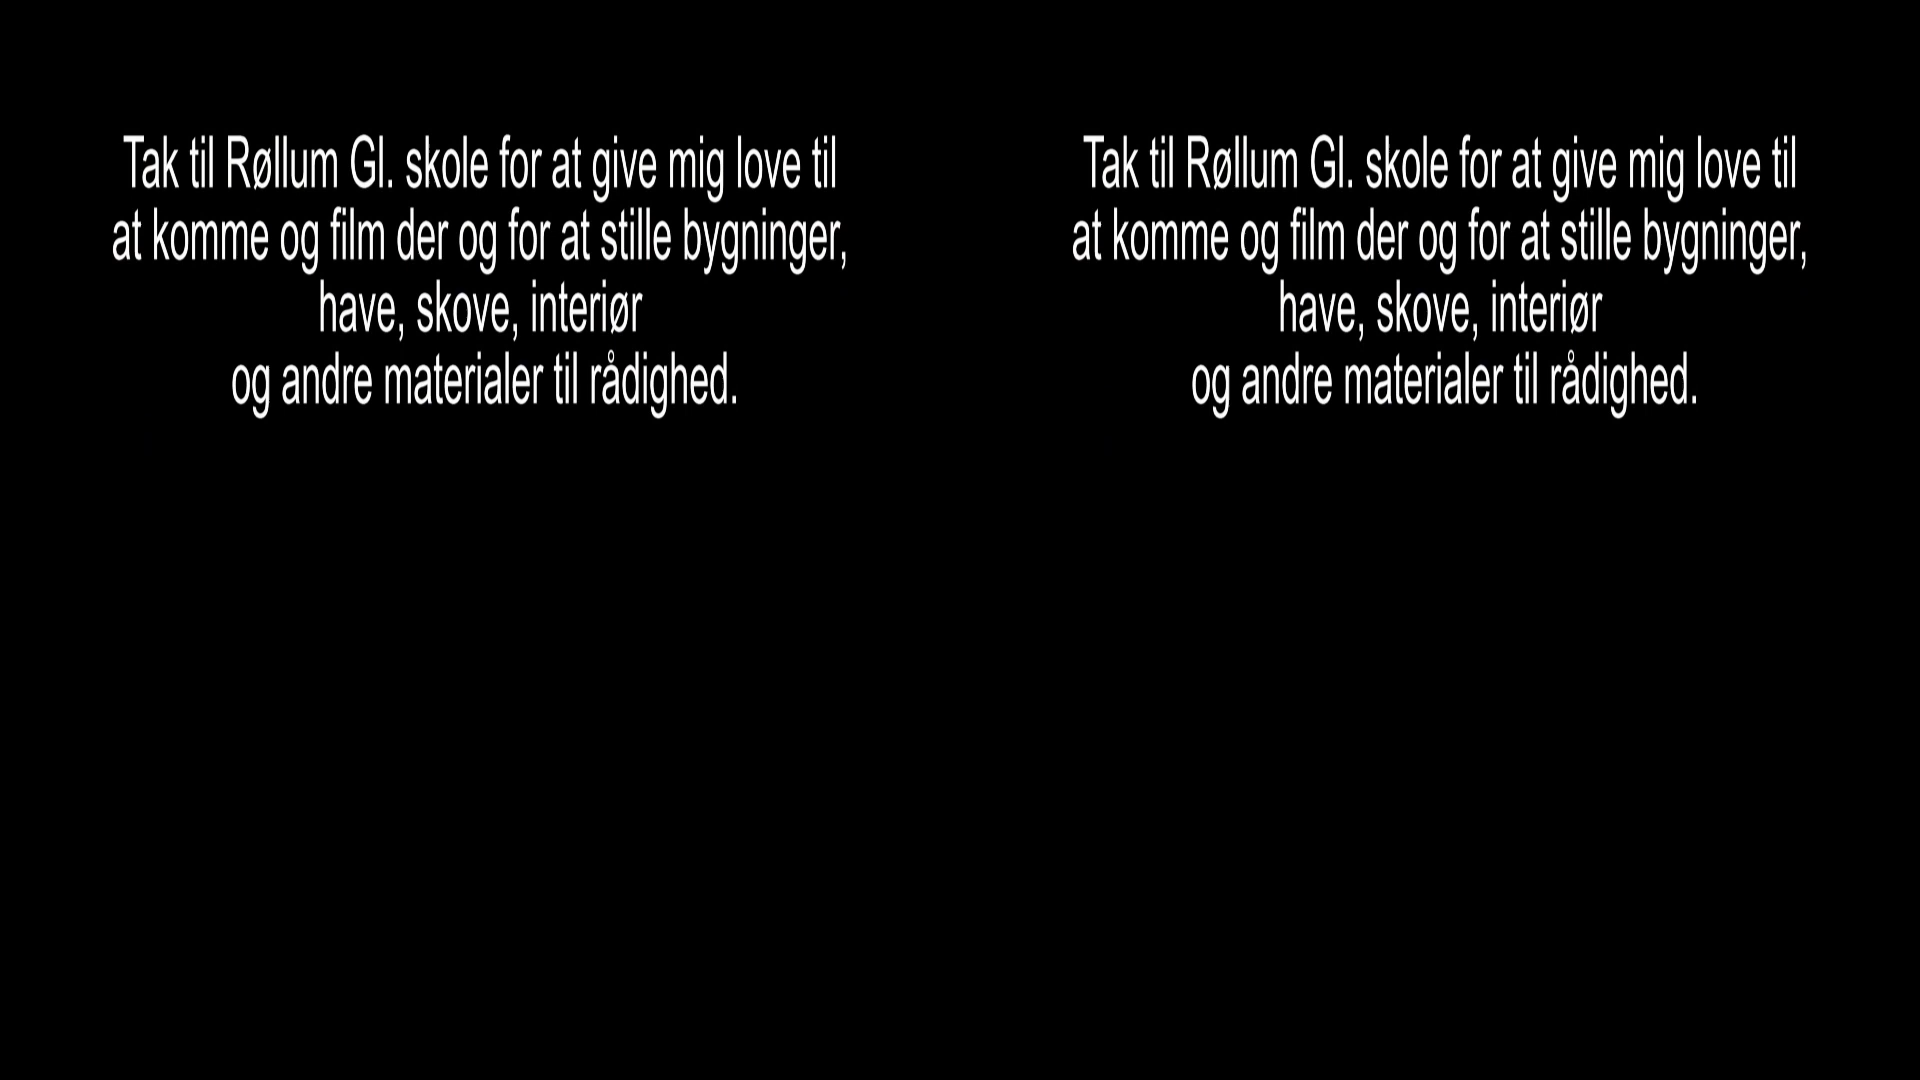 Tak til Røllum Gl. skole for at give mig love til
at komme og film der og for at stille bygninger,
have, skove, interiør
og andre materialer til rådighed.
Tak til Røllum Gl. skole for at give mig love til
at komme og film der og for at stille bygninger,
have, skove, interiør
og andre materialer til rådighed.